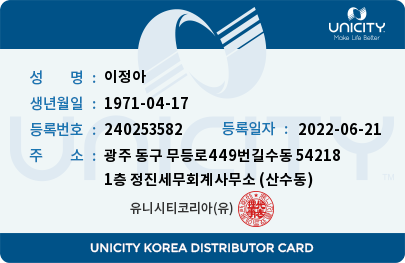 UNICITY
Make Life Better
성 명 : 이정아
생년월일 : 1971-04-17
등록번호 : 240253582 등록일자 : 2022-06-21
주 소 : 광주 동구 무등로449번길수동 54218
1층 정진세무회계사무소 (산수동)
유니시티코리아(유)
UNICITY KOREA DISTRIBUTOR CARD
UNICITY
TM